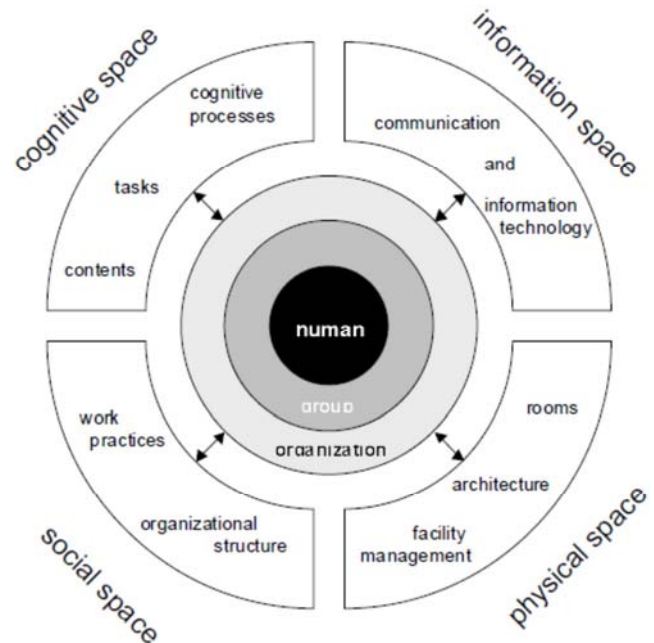 cognitive space
cognitive
processes
tasks
contents
information space
communication
and
information
technology
human
group
organization
work
practices
organizational
structure
social space
rooms
architecture
facility
management
physical space